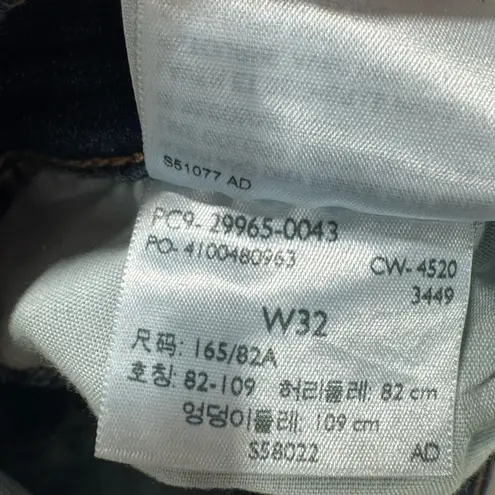 S51077 AD
PC9- 29965-0043
PO- 4100480963 CW- 4520
3449
W32
尺码: 165/82A
호칭: 82-109 허리둘레: 82 cm
엉덩이둘레: 109 cm
S58022 AD